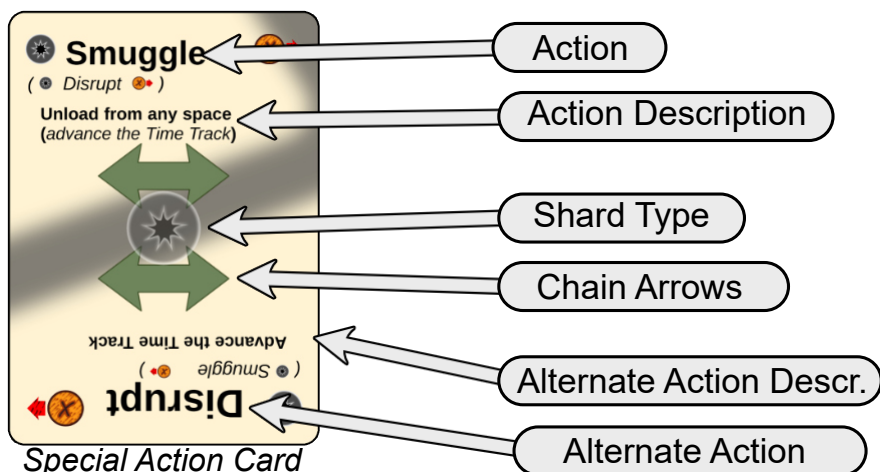 Smuggle
( Disrupt )
Unload from any space
(advance the Time Track)
Advance the Time Track
( Smuggle )
Disrupt
Special Action Card
Action
Action Description
Shard Type
Chain Arrows
Alternate Action Descr.
Alternate Action